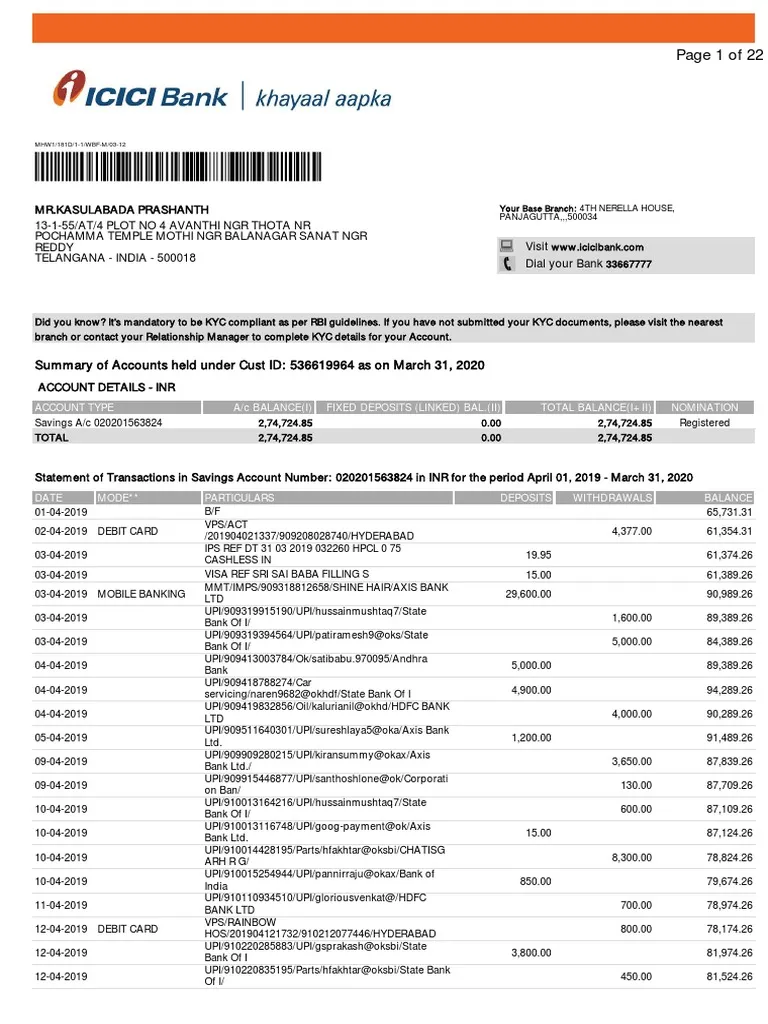 Page 1 of 22
ICICI Bank | khayaal aapka
MHW1/181D/1-1/WBF-M/03-12
MR.KASULABADA PRASHANTH
13-1-55/AT/4 PLOT NO 4 AVANTHI NGR THOTA NR
POCHAMMA TEMPLE MOTHI NGR BALANAGAR SANAT NGR
REDDY
TELANGANA - INDIA - 500018
Your Base Branch: 4TH NERELLA HOUSE,
PANJAGUTTA,,,500034
Visit www.icicibank.com
Dial your Bank 33667777
Did you know? It's mandatory to be KYC compliant as per RBI guidelines. If you have not submitted your KYC documents, please visit the nearest
branch or contact your Relationship Manager to complete KYC details for your Account.
Summary of Accounts held under Cust ID: 536619964 as on March 31, 2020
ACCOUNT DETAILS - INR
ACCOUNT TYPE A/c BALANCE(I) FIXED DEPOSITS (LINKED) BAL.(II) TOTAL BALANCE(I+ II) NOMINATION
Savings A/c 020201563824 2,74,724.85 0.00 2,74,724.85 Registered
TOTAL 2,74,724.85 0.00 2,74,724.85
Statement of Transactions in Savings Account Number: 020201563824 in INR for the period April 01, 2019 - March 31, 2020
DATE MODE** PARTICULARS DEPOSITS WITHDRAWALS BALANCE
01-04-2019 B/F 65,731.31
02-04-2019 DEBIT CARD VPS/ACT
/201904021337/909208028740/HYDERABAD 4,377.00 61,354.31
03-04-2019 IPS REF DT 31 03 2019 032260 HPCL 0 75
CASHLESS IN 19.95 61,374.26
03-04-2019 VISA REF SRI SAI BABA FILLING S 15.00 61,389.26
03-04-2019 MOBILE BANKING MMT/IMPS/909318812658/SHINE HAIR/AXIS BANK
LTD 29,600.00 90,989.26
03-04-2019 UPI/909319915190/UPI/hussainmushtaq7/State
Bank Of I/ 1,600.00 89,389.26
03-04-2019 UPI/909319394564/UPI/patiramesh9@oks/State
Bank Of I/ 5,000.00 84,389.26
04-04-2019 UPI/909413003784/Ok/satibabu.970095/Andhra
Bank 5,000.00 89,389.26
04-04-2019 UPI/909418788274/Car
servicing/naren9682@okhdf/State Bank Of I 4,900.00 94,289.26
04-04-2019 UPI/909419832856/Oil/kalurianil@okhd/HDFC BANK
LTD 4,000.00 90,289.26
05-04-2019 UPI/909511640301/UPI/sureshlaya5@oka/Axis Bank
Ltd. 1,200.00 91,489.26
09-04-2019 UPI/909909280215/UPI/kiransummy@okax/Axis
Bank Ltd./ 3,650.00 87,839.26
09-04-2019 UPI/909915446877/UPI/santhoshlone@ok/Corporati
on Ban/ 130.00 87,709.26
10-04-2019 UPI/910013164216/UPI/hussainmushtaq7/State
Bank Of I/ 600.00 87,109.26
10-04-2019 UPI/910013116748/UPI/goog-payment@ok/Axis
Bank Ltd. 15.00 87,124.26
10-04-2019 UPI/910014428195/Parts/hfakhtar@oksbi/CHATISG
ARH R G/ 8,300.00 78,824.26
10-04-2019 UPI/910015254944/UPI/pannirraju@okax/Bank of
India 850.00 79,674.26
11-04-2019 UPI/910110934510/UPI/gloriousvenkat@/HDFC
BANK LTD 700.00 78,974.26
12-04-2019 DEBIT CARD VPS/RAINBOW
HOS/201904121732/910212077446/HYDERABAD 800.00 78,174.26
12-04-2019 UPI/910220285883/UPI/gsprakash@oksbi/State
Bank Of I 3,800.00 81,974.26
12-04-2019 UPI/910220835195/Parts/hfakhtar@oksbi/State Bank
Of I/ 450.00 81,524.26